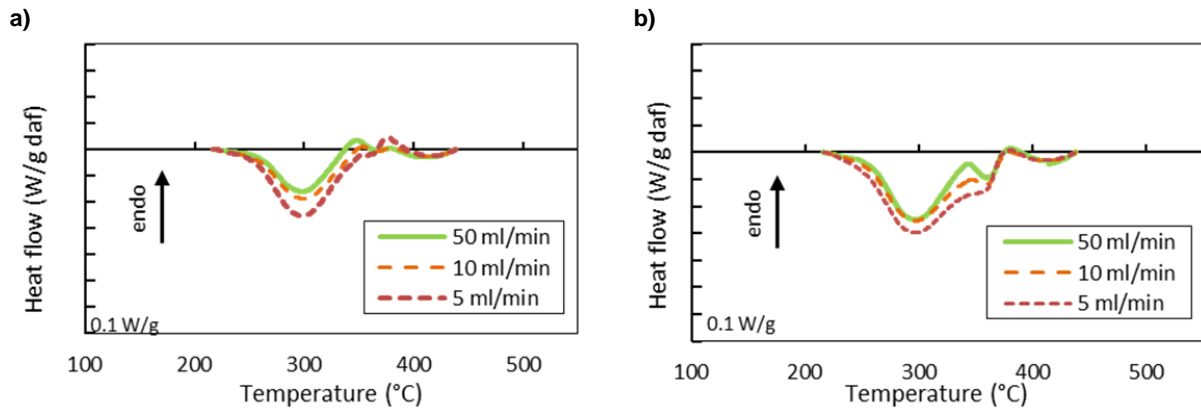 a)
Heat flow (W/g daf)
endo
50 ml/min
10 ml/min
5 ml/min
0.1 W/g
100 200 300 400 500
Temperature (°C)
b)
Heat flow (W/g daf)
endo
50 ml/min
10 ml/min
5 ml/min
0.1 W/g
100 200 300 400 500
Temperature (°C)